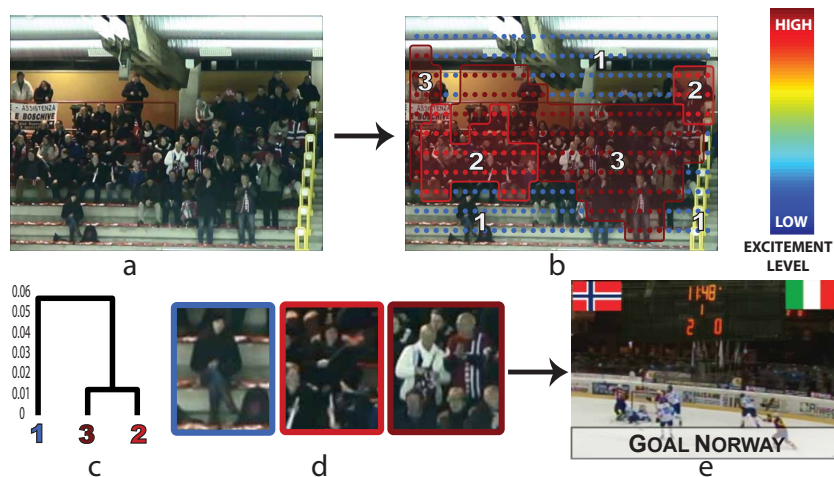 - ASSISTENZA
E BOSCHIVE
a
1
3
2
2
3
1
1
b
HIGH
LOW
EXCITEMENT
LEVEL
0.06
0.05
0.04
0.03
0.02
0.01
0
1
3
2
c
d
11:48
1
2 0
GOAL NORWAY
e